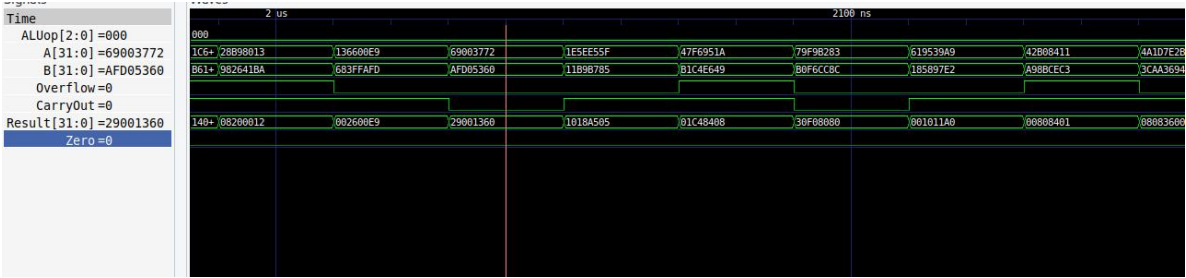 Time
2 us 2100 ns
ALUop[2:0] =000 000
A[31:0] =69003772 1C6+ 28B98013 136600E9 69003772 1E5EE55F 47F6951A 79F9B283 619539A9 42B08411 4A1D7E2B
B[31:0] =AFD05360 B61+ 982641BA 683FFAFD AFD05360 11B9B785 B1C4E649 B0F6CC8C 185897E2 A98BCEC3 3CAA3694
Overflow =0
CarryOut =0
Result[31:0] =29001360 140+ 08200012 002600E9 29001360 1018A505 01C48408 30F08080 001011A0 00808401 08083600
Zero =0